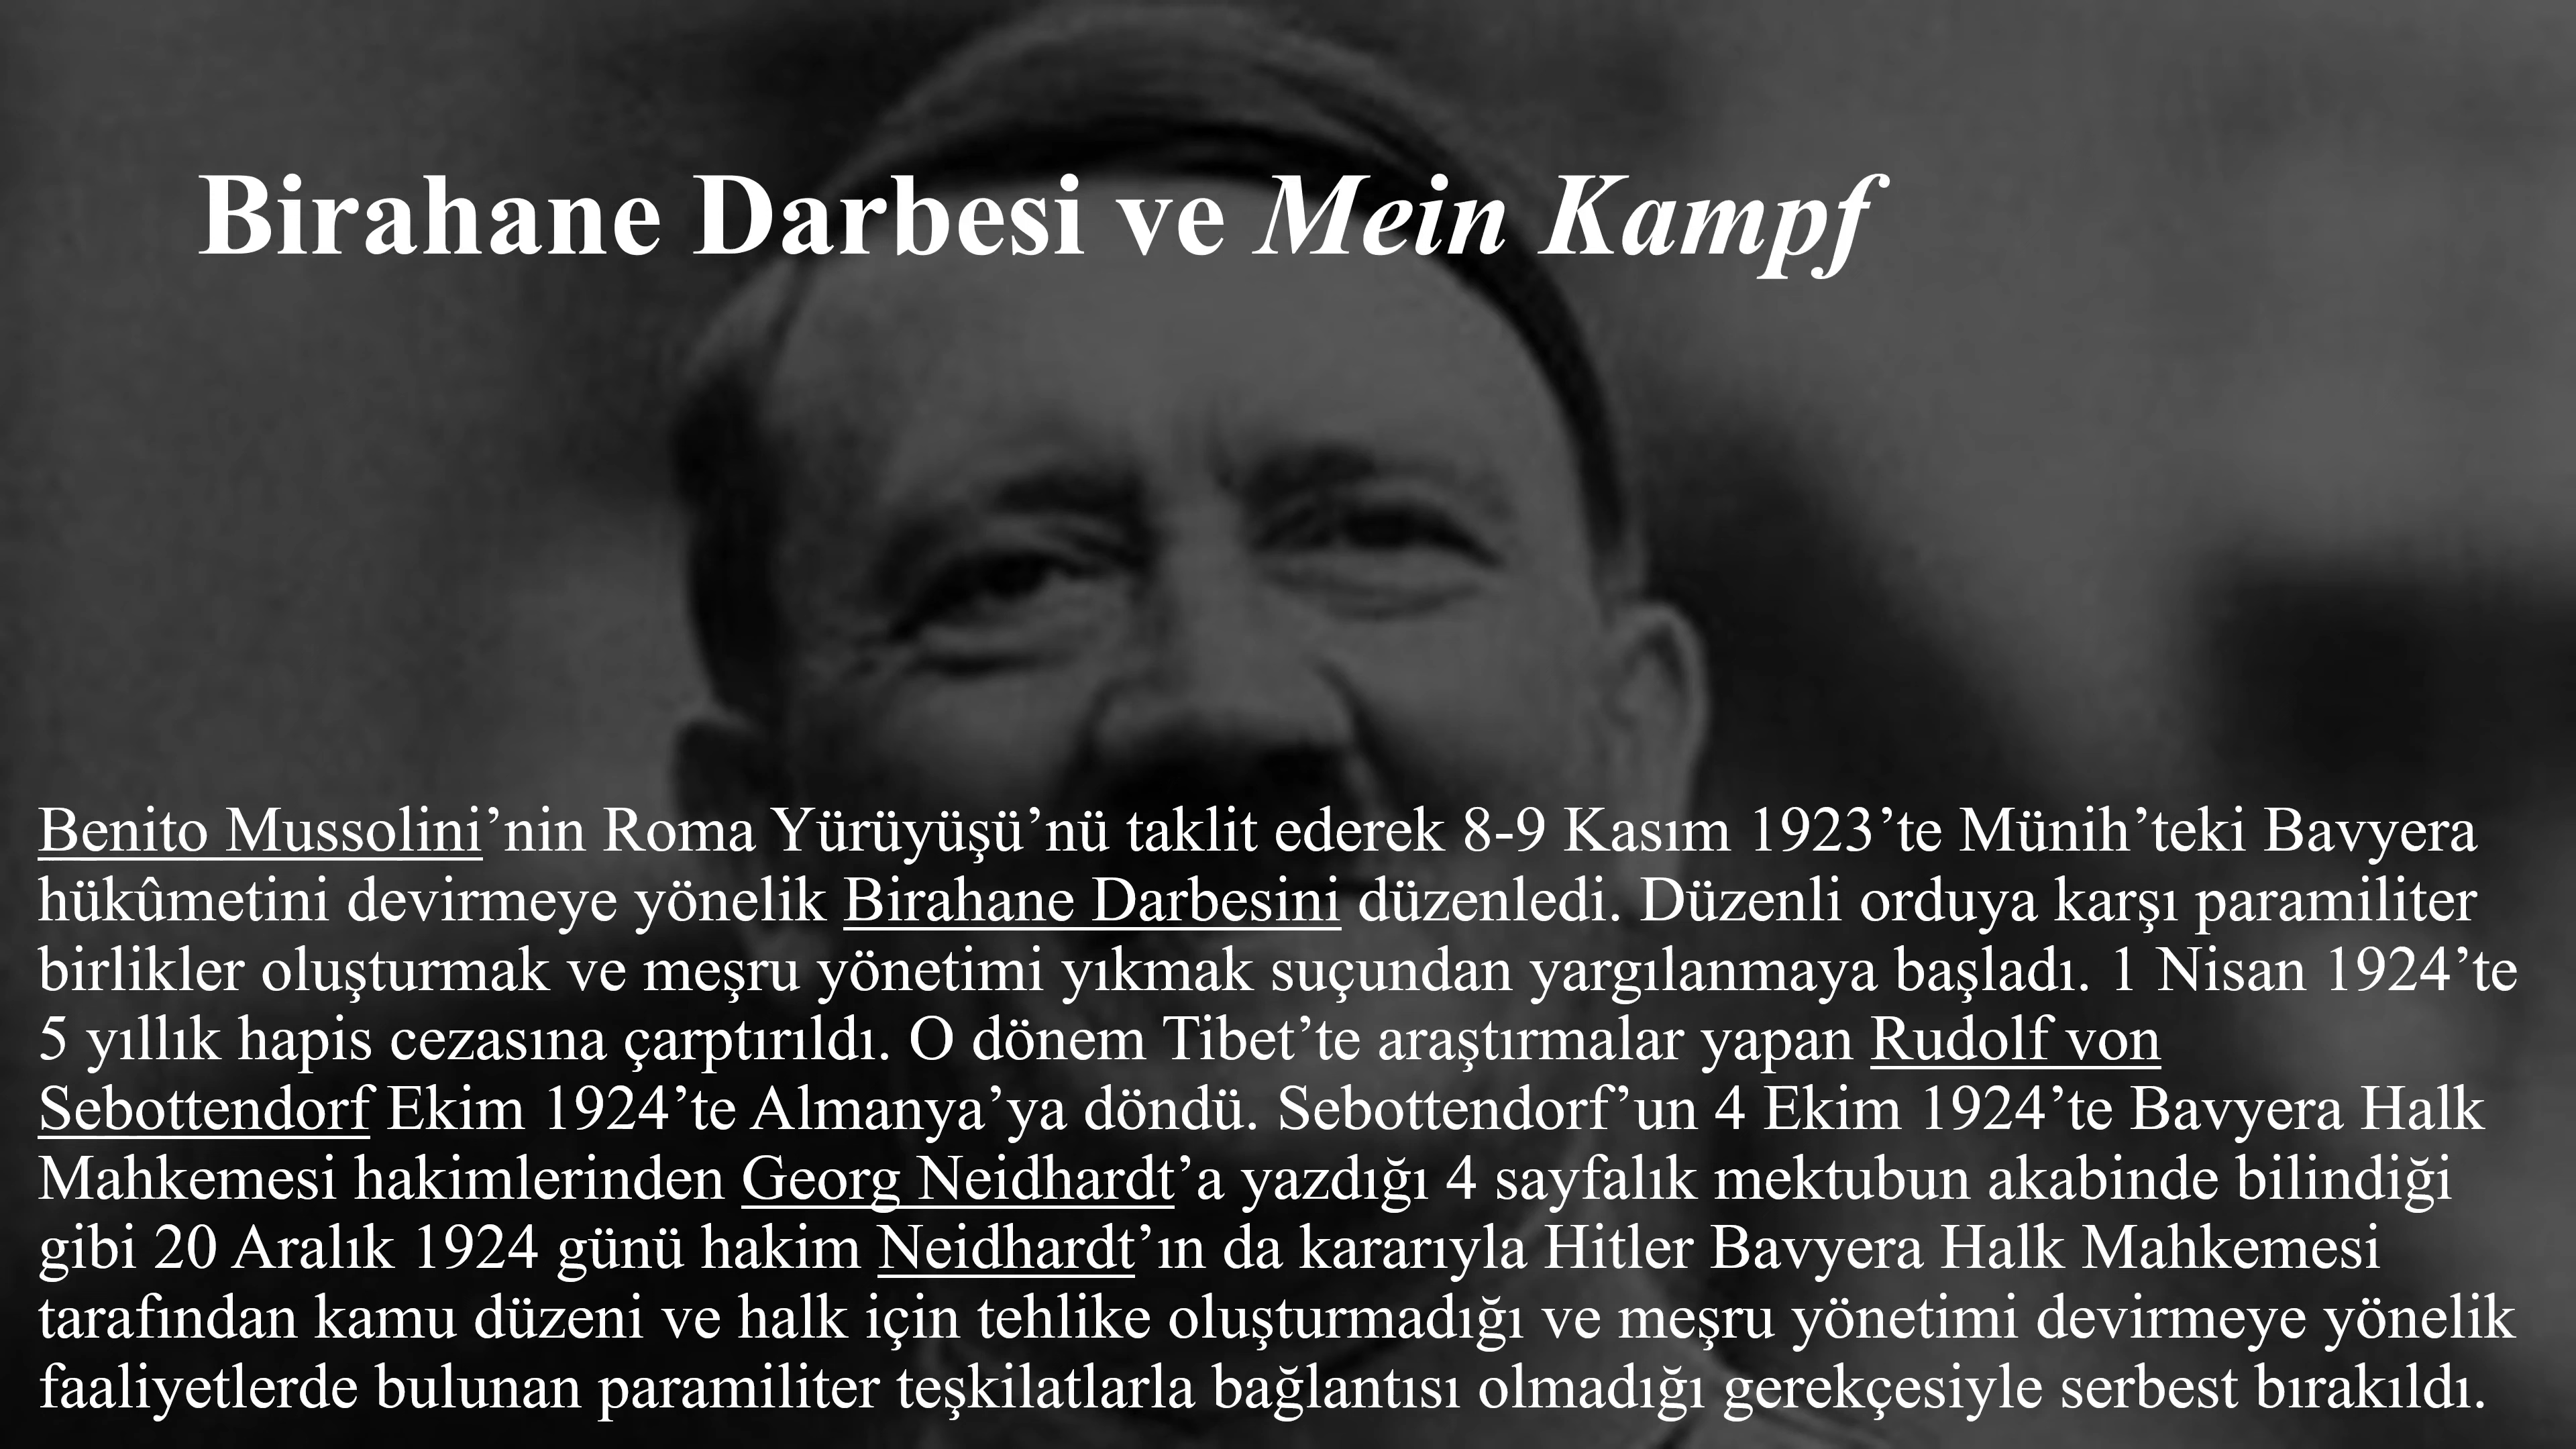 Birahane Darbesi ve Mein Kampf
Benito Mussolini’nin Roma Yürüyüşü’nü taklit ederek 8-9 Kasım 1923’te Münih’teki Bavyera
hükûmetini devirmeye yönelik Birahane Darbesini düzenledi. Düzenli orduya karşı paramiliter
birlikler oluşturmak ve meşru yönetimi yıkmak suçundan yargılanmaya başladı. 1 Nisan 1924’te
5 yıllık hapis cezasına çarptırıldı. O dönem Tibet’te araştırmalar yapan Rudolf von
Sebottendorf Ekim 1924’te Almanya’ya döndü. Sebottendorf’un 4 Ekim 1924’te Bavyera Halk
Mahkemesi hakimlerinden Georg Neidhardt’a yazdığı 4 sayfalık mektubun akabinde bilindiği
gibi 20 Aralık 1924 günü hakim Neidhardt’ın da kararıyla Hitler Bavyera Halk Mahkemesi
tarafından kamu düzeni ve halk için tehlike oluşturmadığı ve meşru yönetimi devirmeye yönelik
faaliyetlerde bulunan paramiliter teşkilatlarla bağlantısı olmadığı gerekçesiyle serbest bırakıldı.